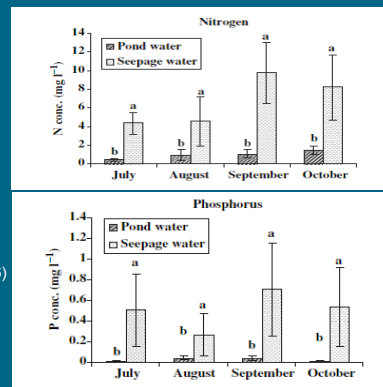 Nitrogen
14
12
10
8
6
4
2
0
N conc. (mg l⁻¹)
Pond water
Seepage water
b a b a b a b a
July August September October
Phosphorus
1.4
1.2
1
0.8
0.6
0.4
0.2
0
P conc. (mg l⁻¹)
Pond water
Seepage water
b a b a b a b a
July August September October
)